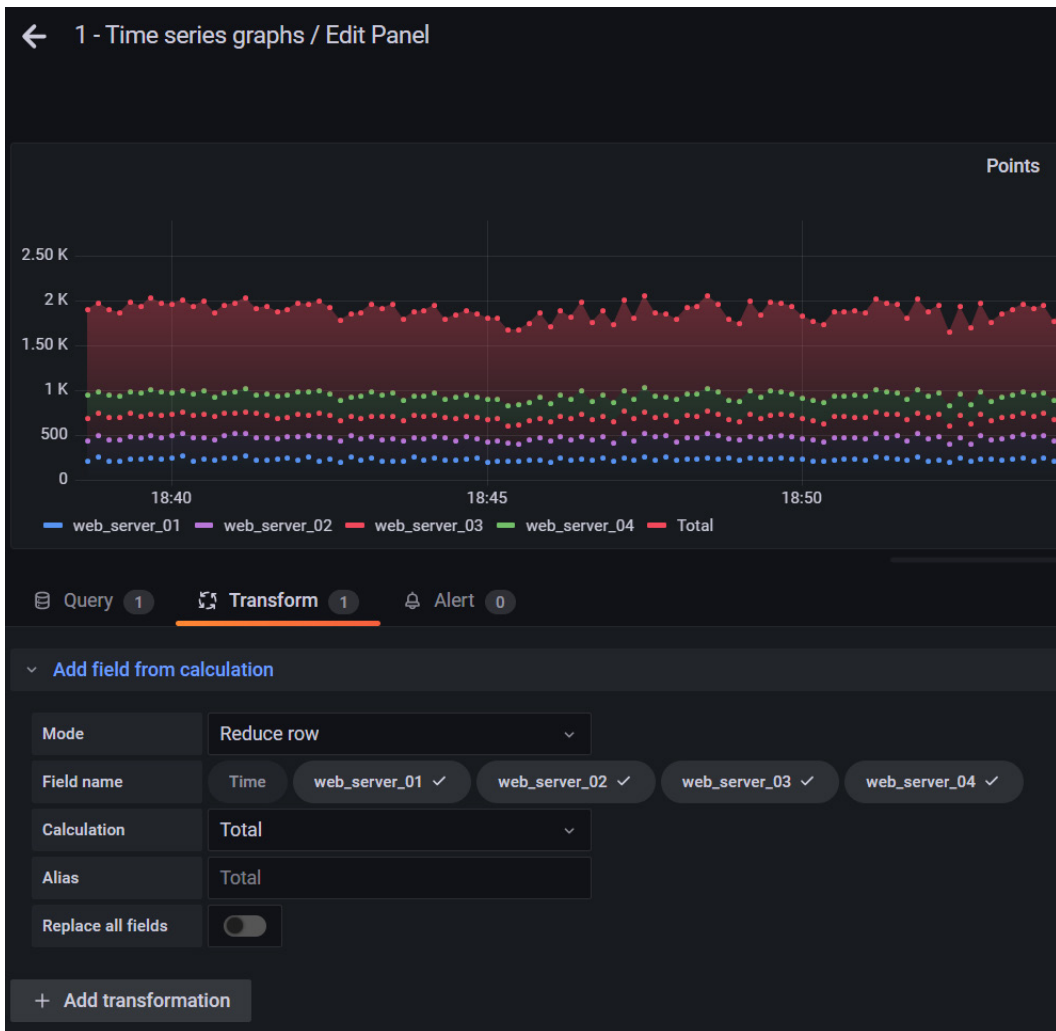 1 - Time series graphs / Edit Panel
Points
2.50 K
2 K
1.50 K
1 K
500
0
18:40 18:45 18:50
web_server_01 web_server_02 web_server_03 web_server_04 Total
Query 1 Transform 1 Alert 0
Add field from calculation
Mode Reduce row
Field name Time web_server_01 web_server_02 web_server_03 web_server_04
Calculation Total
Alias Total
Replace all fields
+ Add transformation